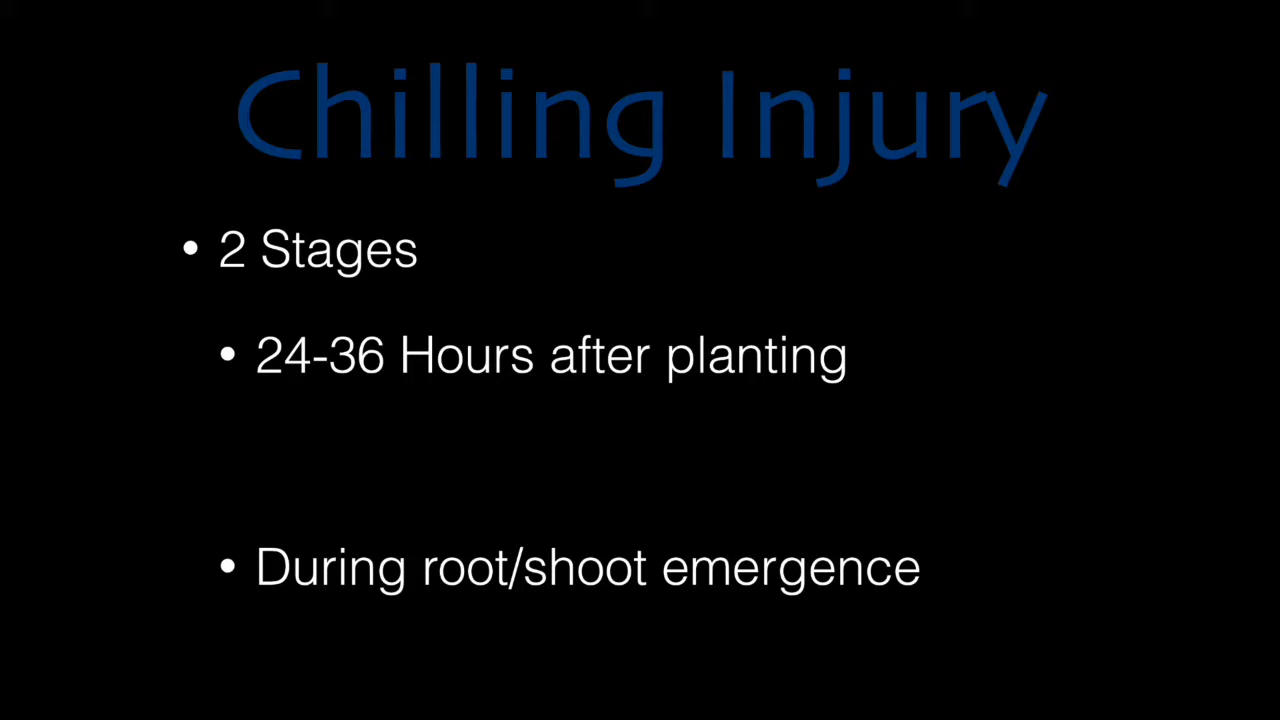 Chilling Injury
• 2 Stages
• 24-36 Hours after planting
• During root/shoot emergence